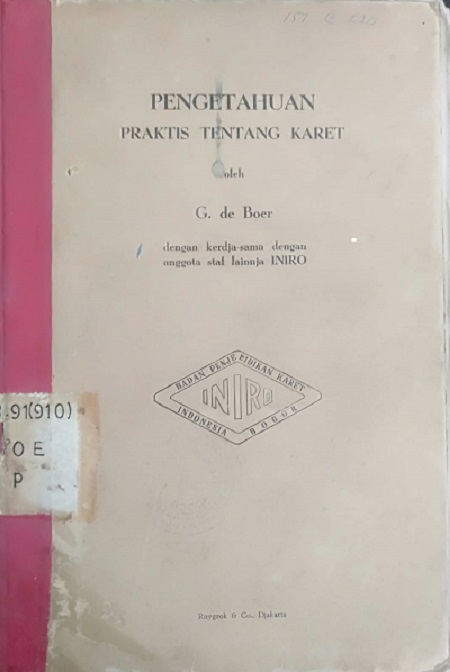 151 C 620
PENGETAHUAN
PRAKTIS TENTANG KARET
oleh
G. de Boer
dengan kerdja-sama dengan
anggota staf lainnja INIRO
BADAN PENJELIDIKAN KARET
INIRO
INDONESIA BOGOR
91(910)
OE
P
Ruygrok & Co., Djakarta